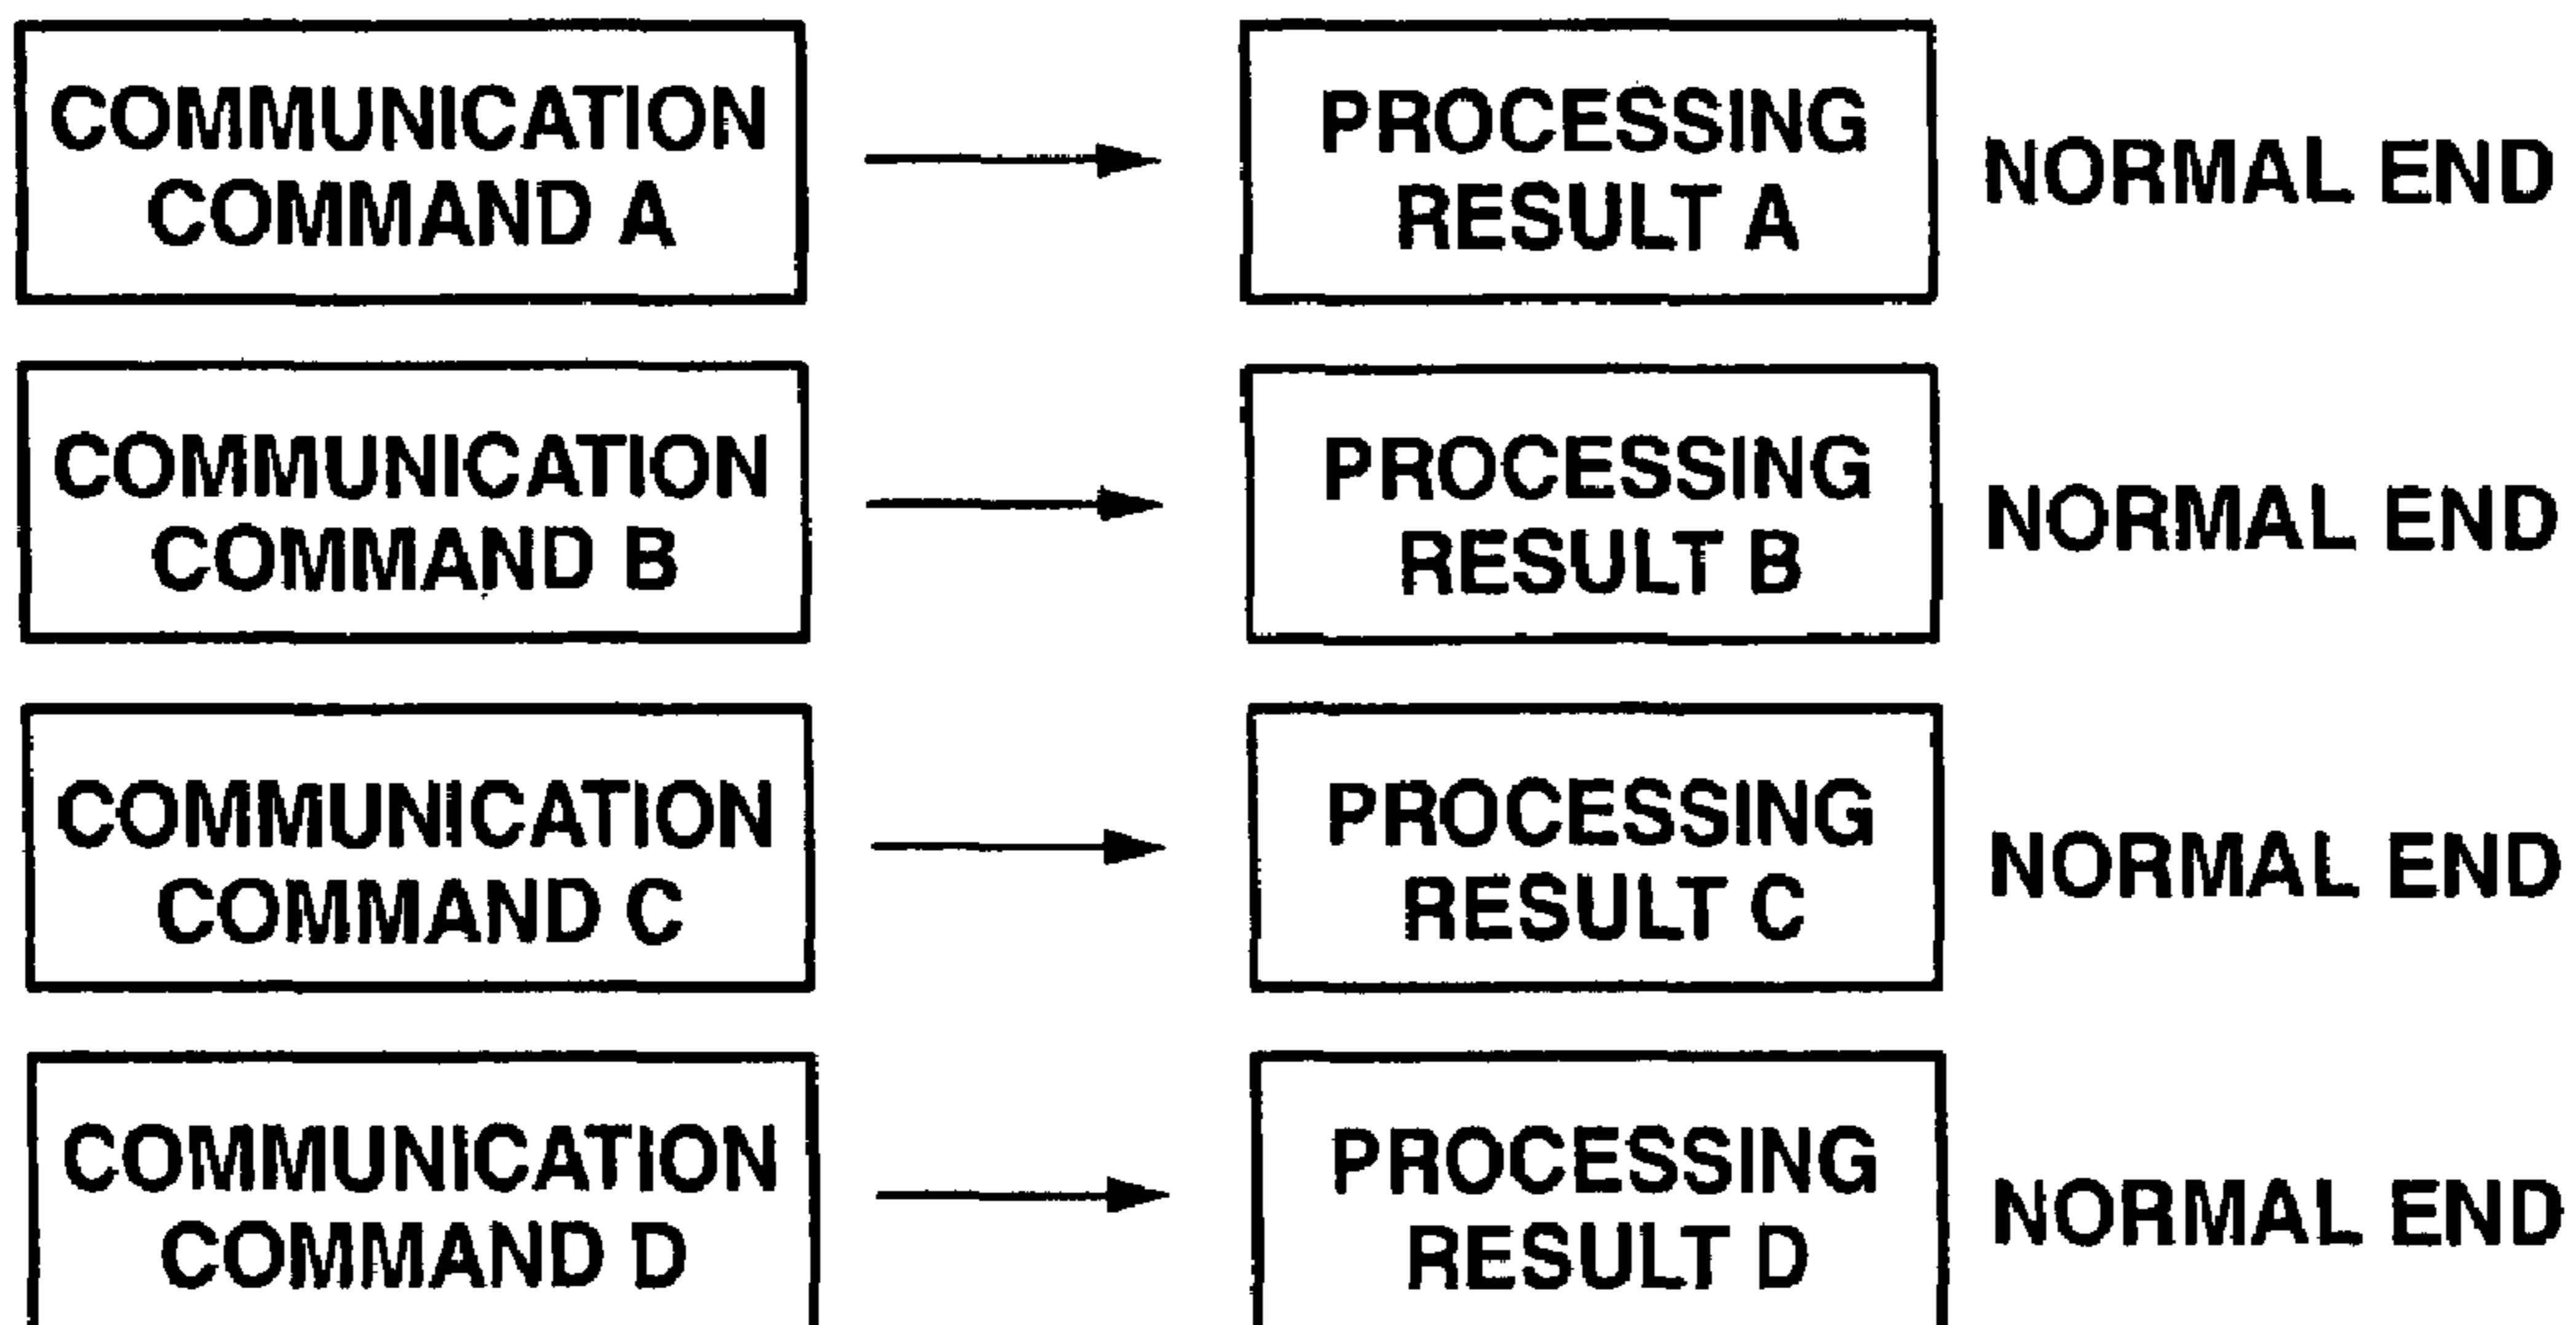 COMMUNICATION
COMMAND A
PROCESSING
RESULT A
NORMAL END
COMMUNICATION
COMMAND B
PROCESSING
RESULT B
NORMAL END
COMMUNICATION
COMMAND C
PROCESSING
RESULT C
NORMAL END
COMMUNICATION
COMMAND D
PROCESSING
RESULT D
NORMAL END